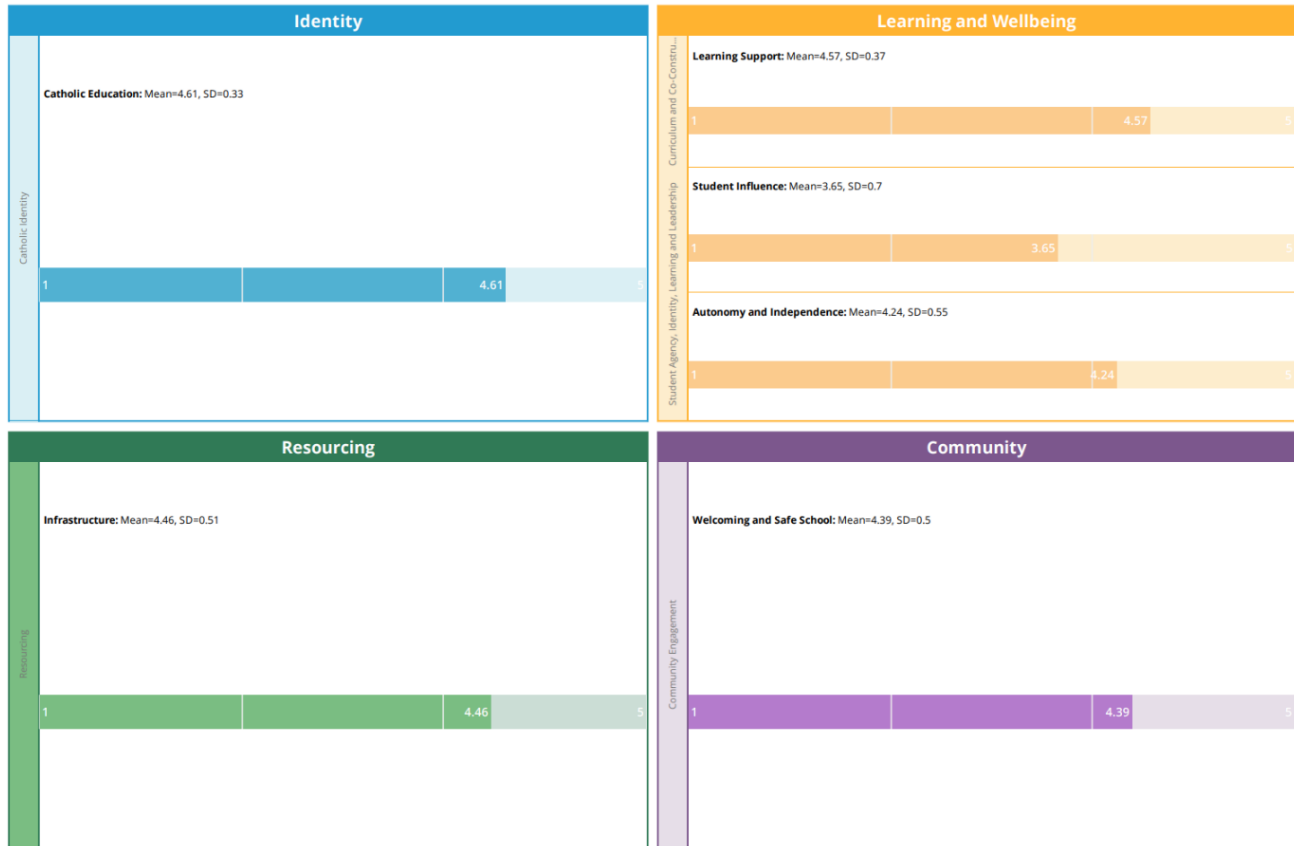 Identity
Catholic Identity
Catholic Education: Mean=4.61, SD=0.33
1 4.61 5
Learning and Wellbeing
Curriculum and Co-Constru...
Learning Support: Mean=4.57, SD=0.37
1 4.57 5
Student Agency, Identity, Learning and Leadership
Student Influence: Mean=3.65, SD=0.7
1 3.65 5
Autonomy and Independence: Mean=4.24, SD=0.55
1 4.24 5
Resourcing
Resourcing
Infrastructure: Mean=4.46, SD=0.51
1 4.46 5
Community
Community Engagement
Welcoming and Safe School: Mean=4.39, SD=0.5
1 4.39 5